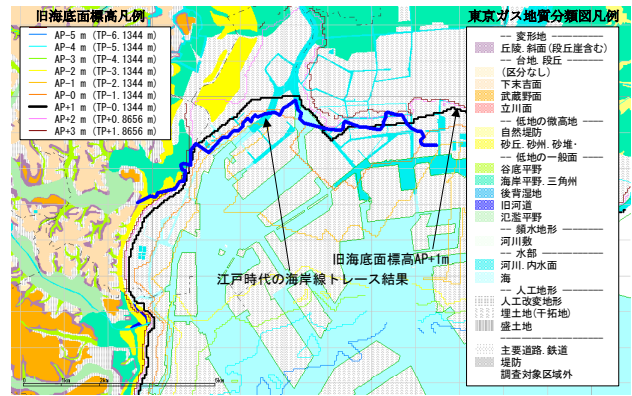 旧海底面標高凡例
AP-5 m (TP-6.1344 m)
AP-4 m (TP-5.1344 m)
AP-3 m (TP-4.1344 m)
AP-2 m (TP-3.1344 m)
AP-1 m (TP-2.1344 m)
AP-0 m (TP-1.1344 m)
AP+1 m (TP-0.1344 m)
AP+2 m (TP+0.8656 m)
AP+3 m (TP+1.8656 m)
東京ガス地質分類図凡例
-- 変形地 --------
丘陵.斜面(段丘崖含む)
-- 台地.段丘 ------
(区分なし)
下末吉面
武蔵野面
立川面
-- 低地の微高地 -----
自然堤防
砂丘.砂州.砂堆・
-- 低地の一般面 -----
谷底平野
海岸平野.三角州
後背湿地
旧河道
氾濫平野
-- 頻水地形 ------
河川敷
-- 水部 ---------
河川.内水面
海
-- 人工地形 ------
人工改変地形
埋土地(干拓地)
盛土地
----------------
主要道路.鉄道
堤防
調査対象区域外
旧海底面標高AP+1m
江戸時代の海岸線トレース結果
0 1km 2km 6km